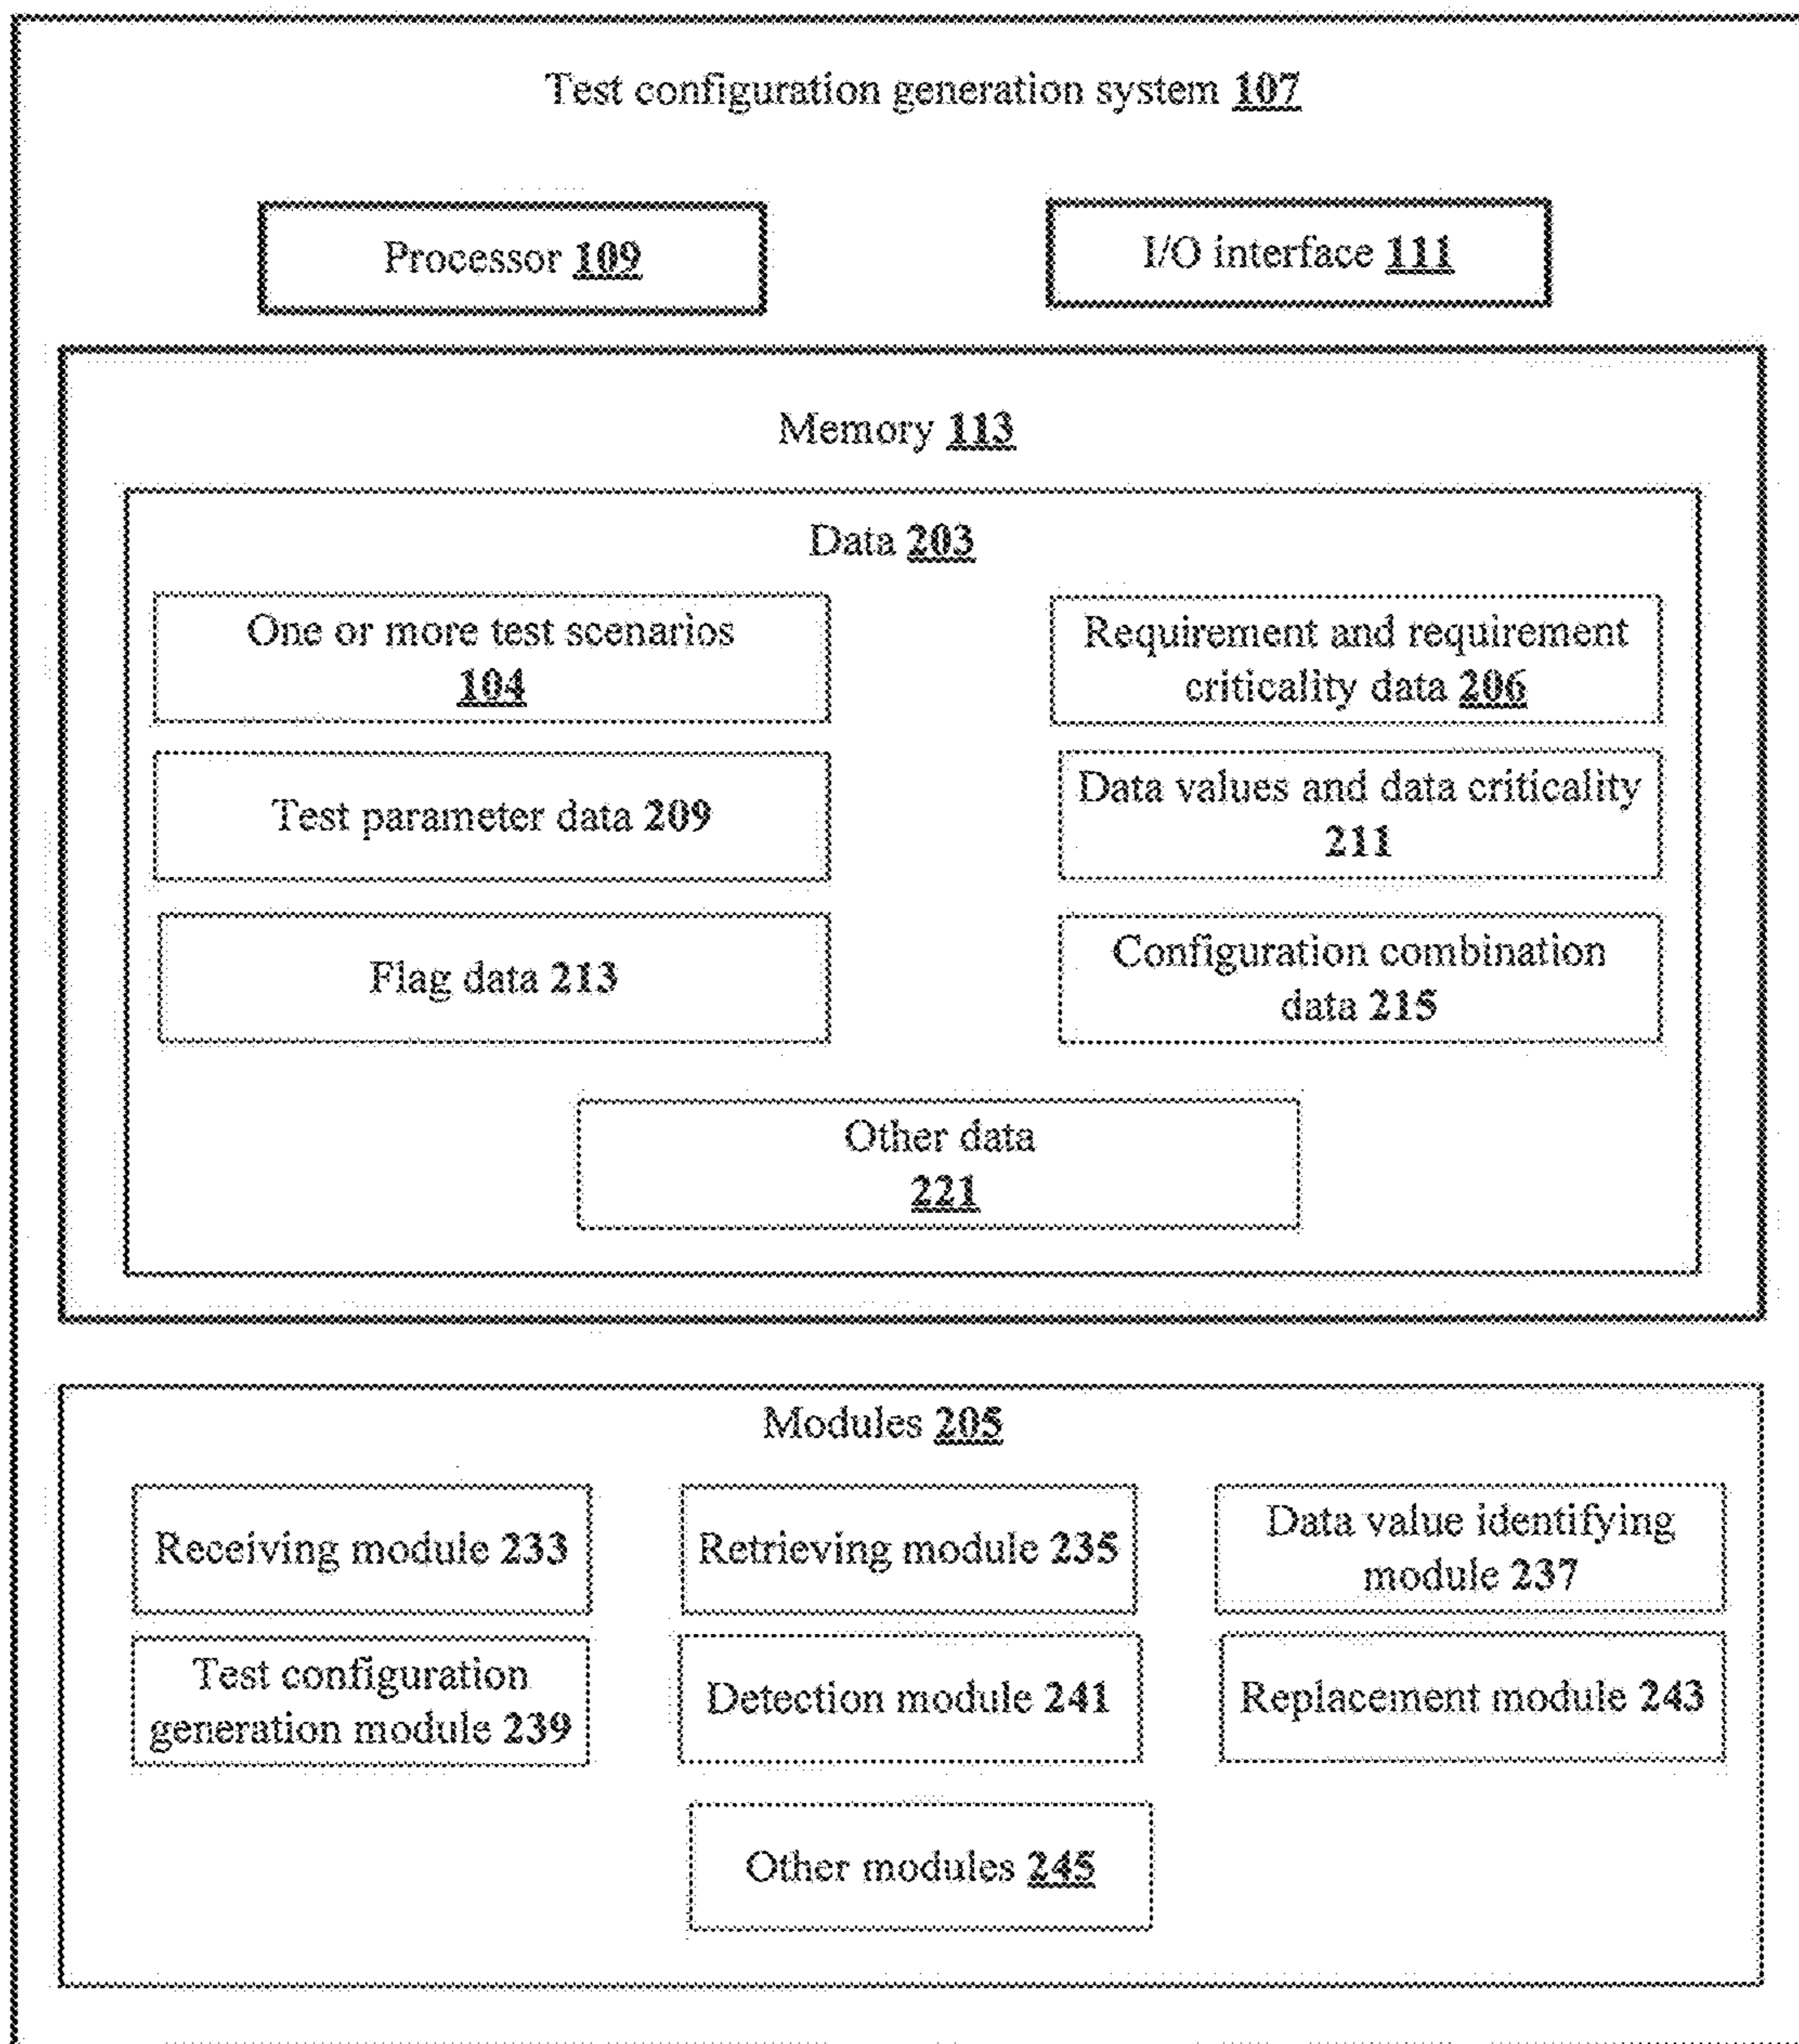 Test configuration generation system 107
Processor 109
I/O interface 111
Memory 113
Data 203
One or more test scenarios
104
Requirement and requirement
criticality data 206
Test parameter data 209
Data values and data criticality
211
Flag data 213
Configuration combination
data 215
Other data
221
Modules 205
Receiving module 233
Retrieving module 235
Data value identifying
module 237
Test configuration
generation module 239
Detection module 241
Replacement module 243
Other modules 245